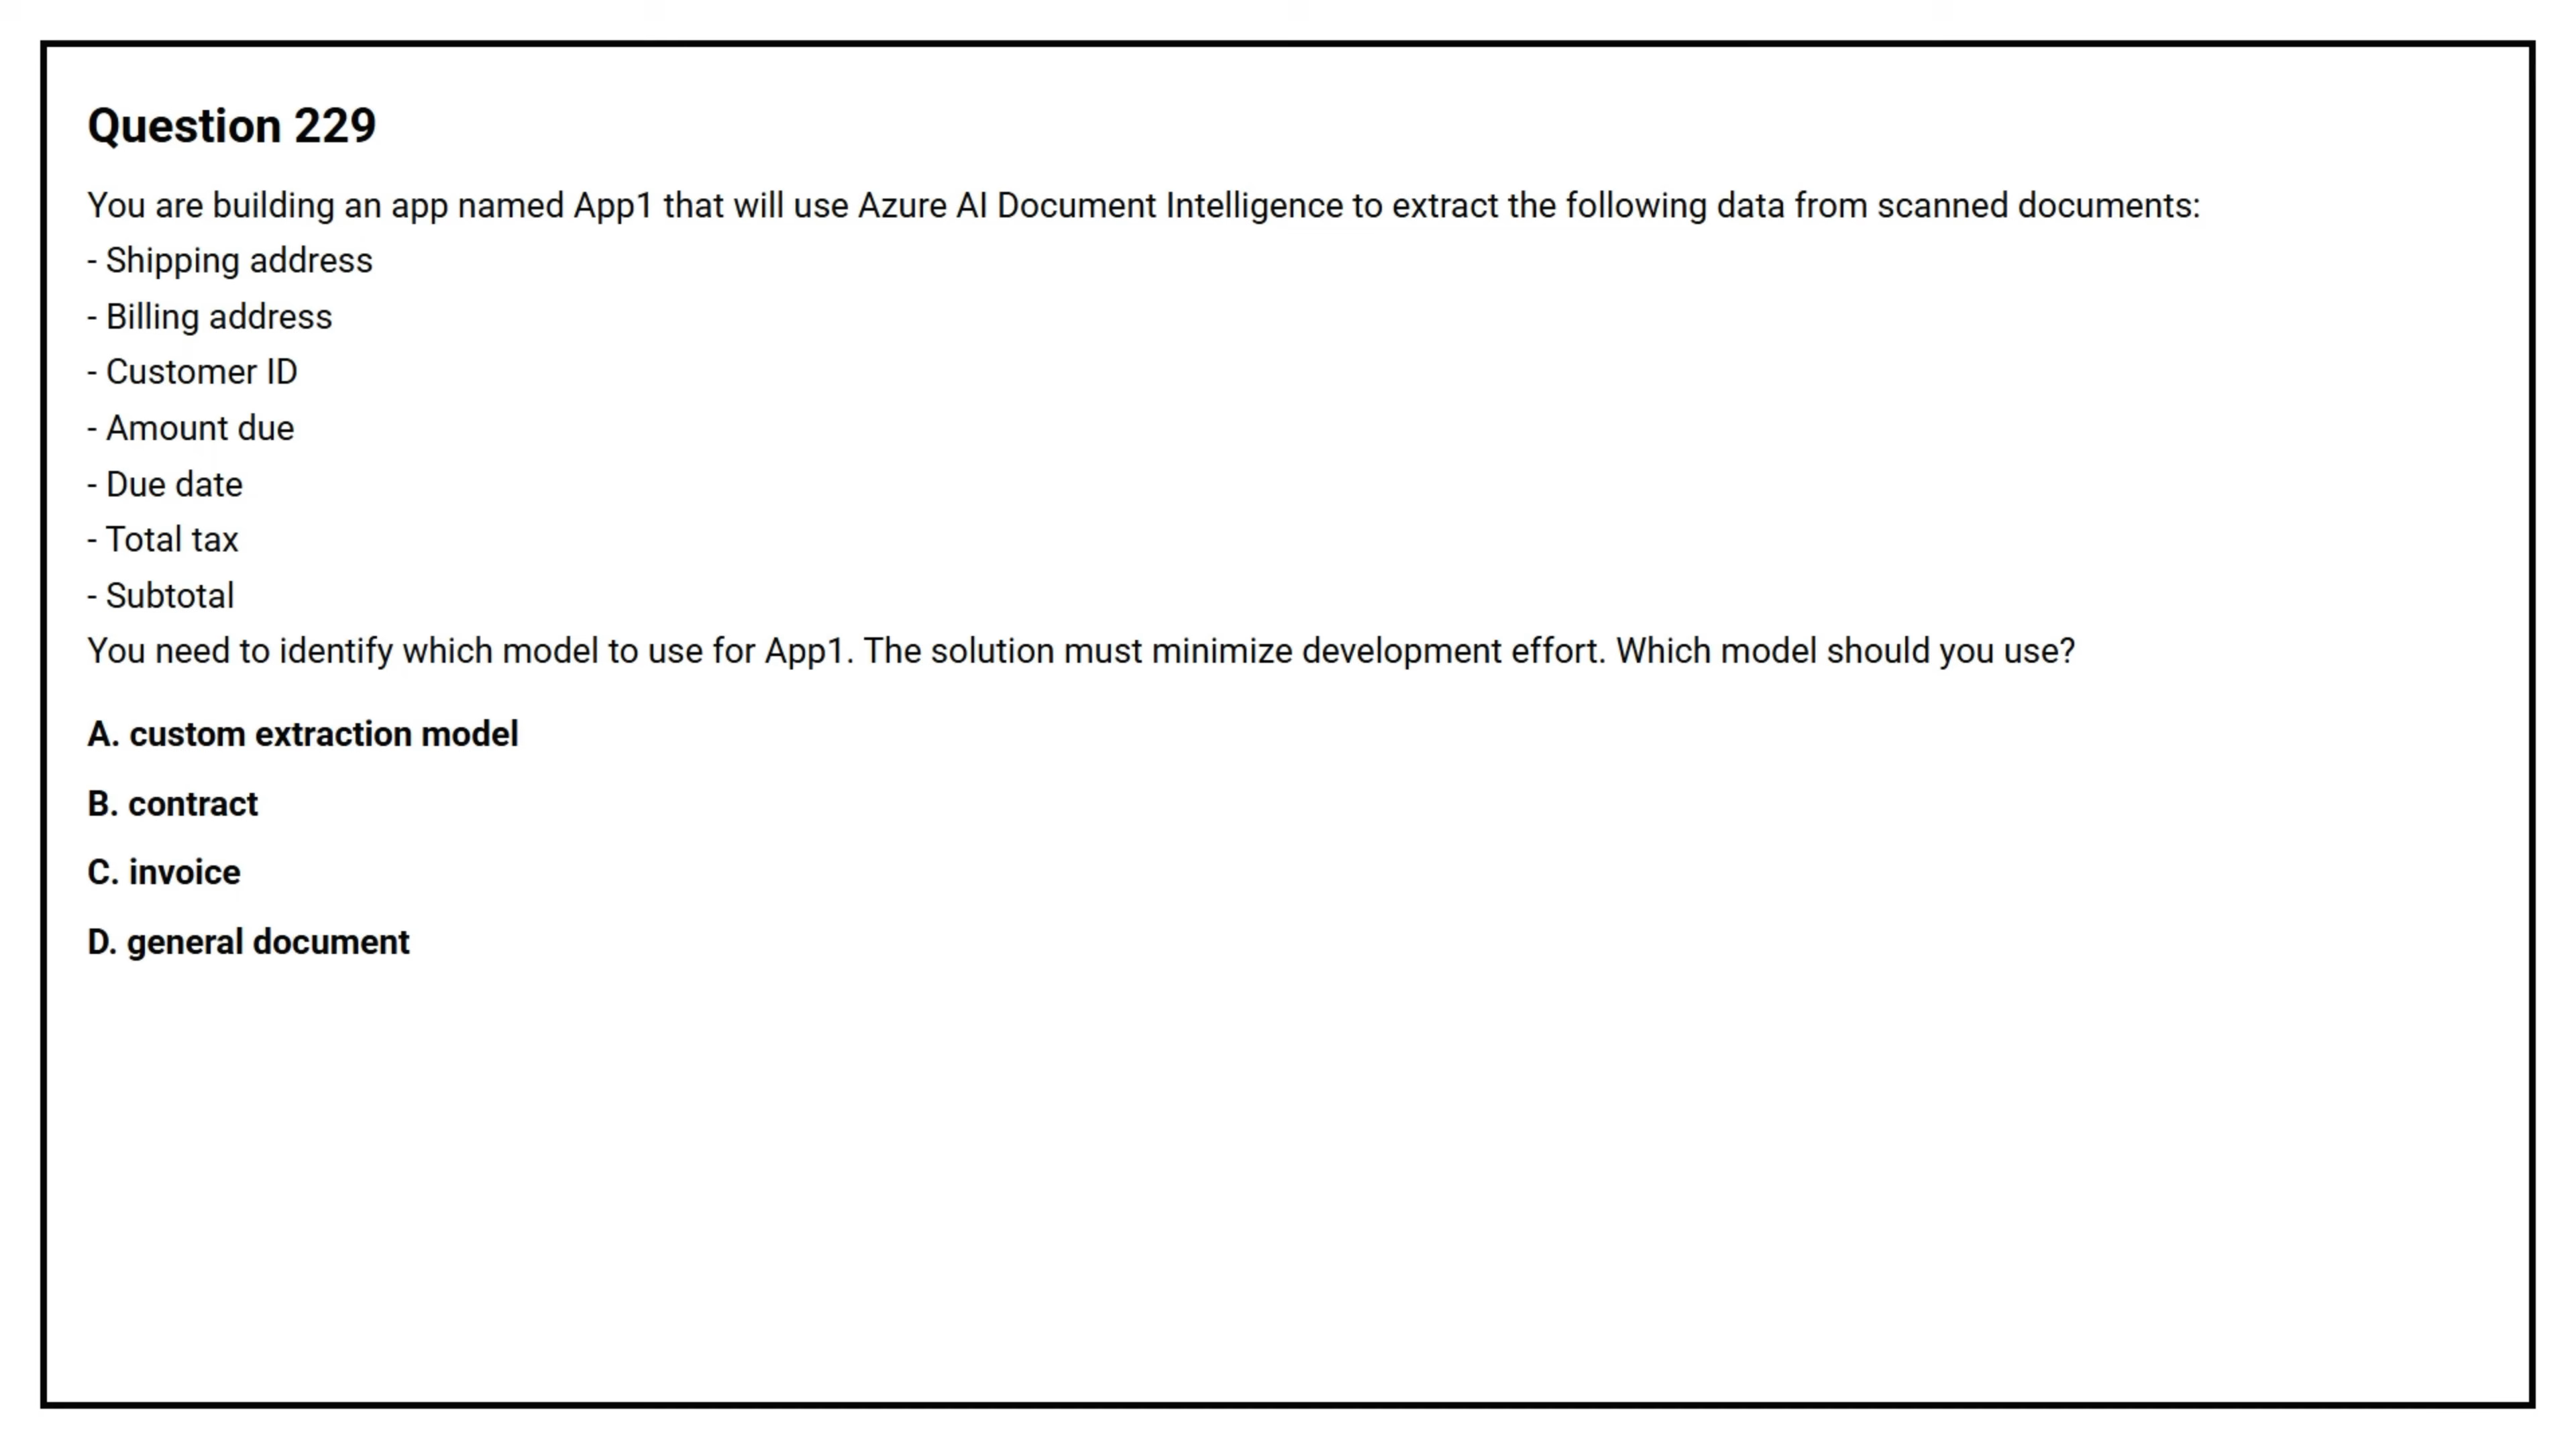 Question 229
You are building an app named App1 that will use Azure AI Document Intelligence to extract the following data from scanned documents:
- Shipping address
- Billing address
- Customer ID
- Amount due
- Due date
- Total tax
- Subtotal
You need to identify which model to use for App1. The solution must minimize development effort. Which model should you use?
A. custom extraction model
B. contract
C. invoice
D. general document